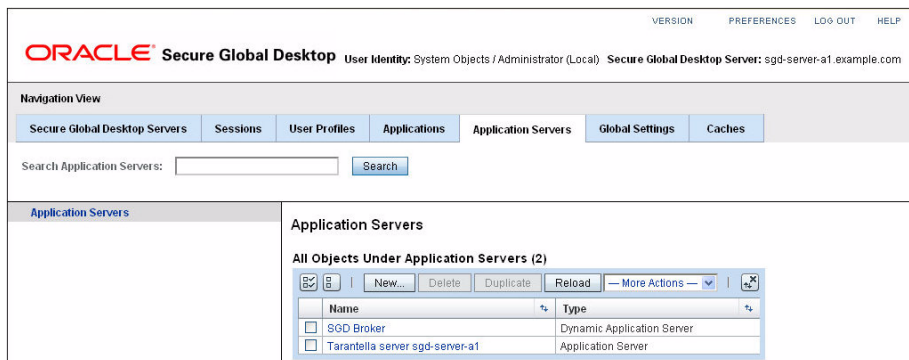 VERSION PREFERENCES LOG OUT HELP
ORACLE Secure Global Desktop User Identity: System Objects / Administrator (Local) Secure Global Desktop Server: sgd-server-a1.example.com
Navigation View
Secure Global Desktop Servers Sessions User Profiles Applications Application Servers Global Settings Caches
Search Application Servers: Search
Application Servers
Application Servers
All Objects Under Application Servers (2)
New... Delete Duplicate Reload — More Actions —
Name Type
SGD Broker Dynamic Application Server
Tarantella server sgd-server-a1 Application Server